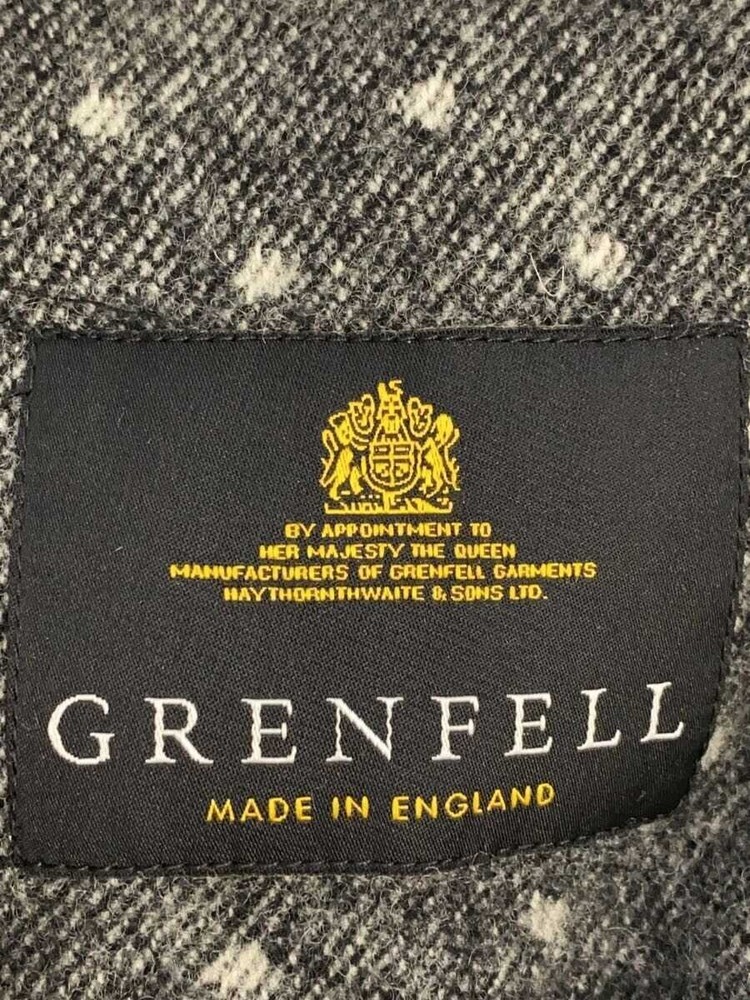 BY APPOINTMENT TO
HER MAJESTY THE QUEEN
MANUFACTURERS OF GRENFELL GARMENTS
HAYTHORNTHWAITE & SONS LTD.
GRENFELL
MADE IN ENGLAND